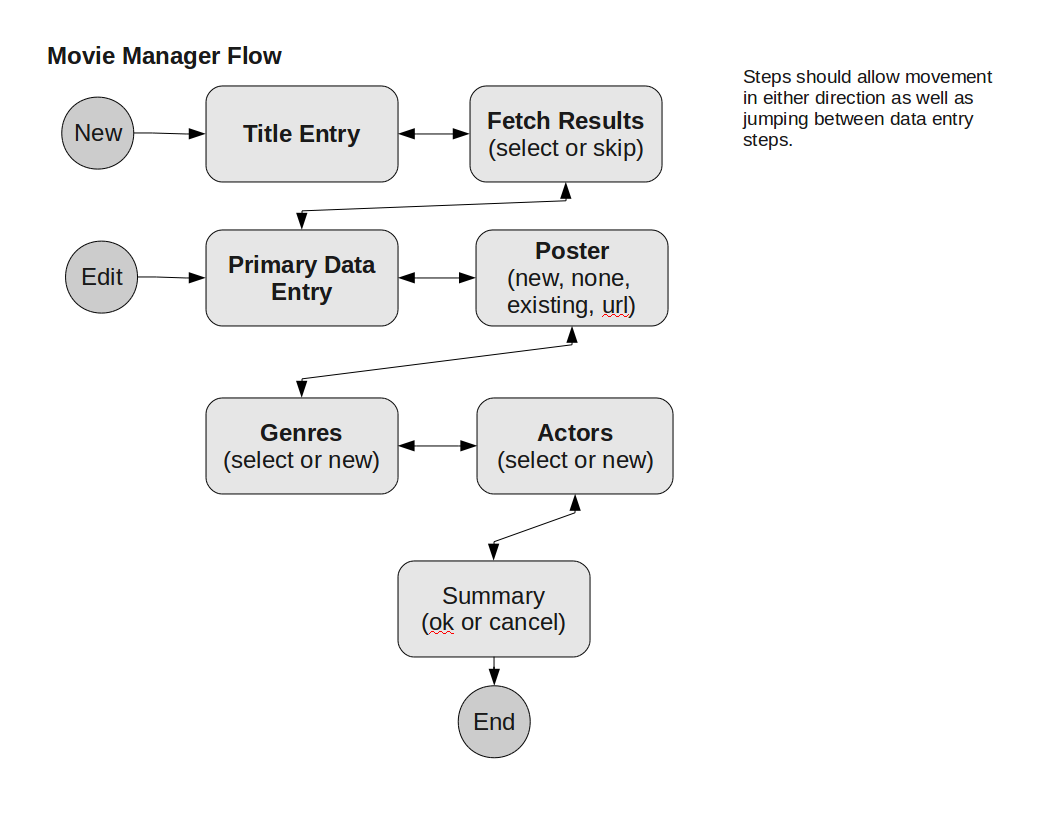 Movie Manager Flow
Steps should allow movement
in either direction as well as
jumping between data entry
steps.
New
Title Entry
Fetch Results
(select or skip)
Edit
Primary Data
Entry
Poster
(new, none,
existing, url)
Genres
(select or new)
Actors
(select or new)
Summary
(ok or cancel)
End